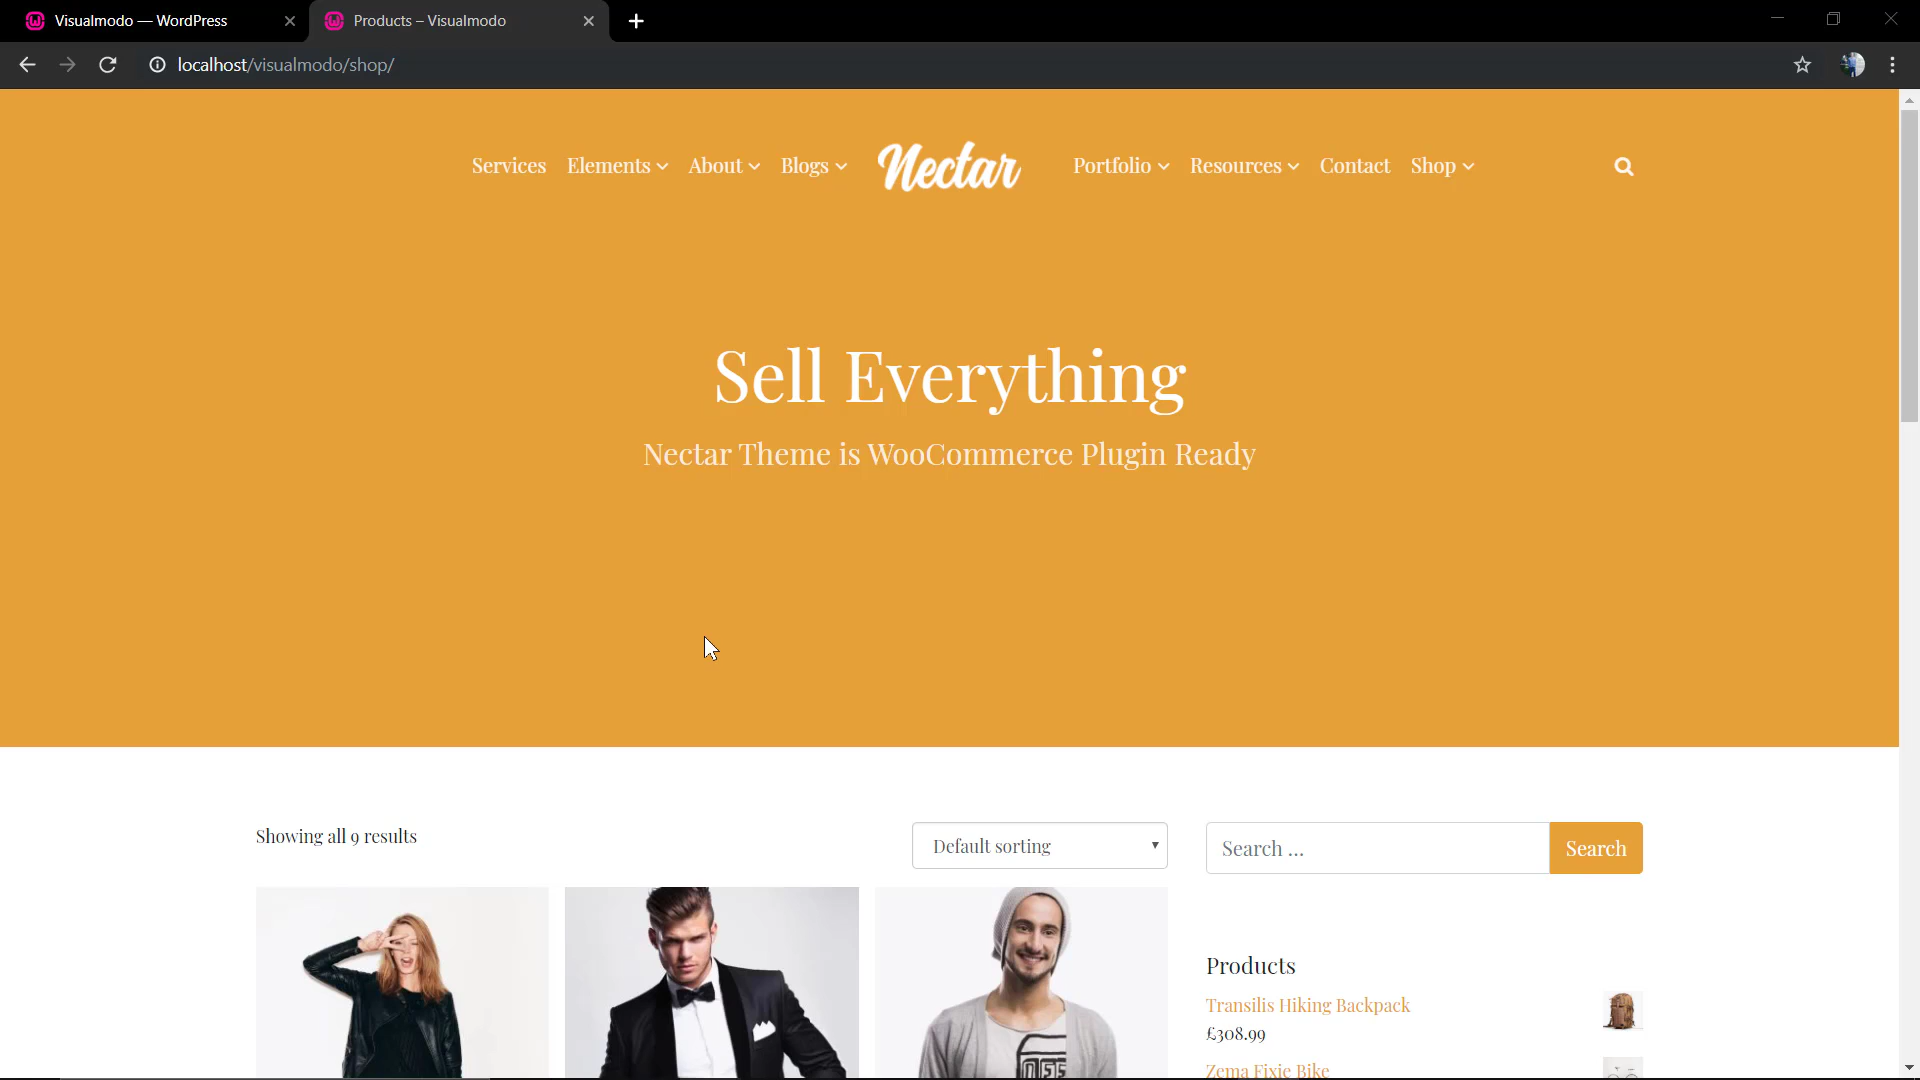 Visualmodo — WordPress
Products – Visualmodo
localhost/visualmodo/shop/
Services Elements About Blogs Nectar Portfolio Resources Contact Shop
Sell Everything
Nectar Theme is WooCommerce Plugin Ready
Showing all 9 results
Default sorting
Search ...
Search
Products
Transilis Hiking Backpack
£308.99
Zema Fixie Bike